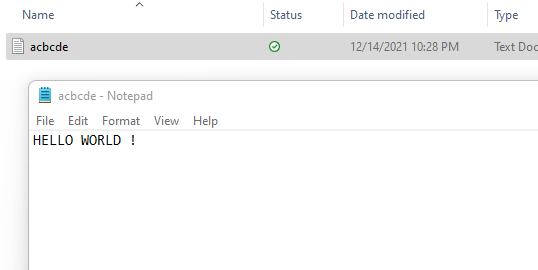 Name Status Date modified Type
acbcde 12/14/2021 10:28 PM Text Doc
acbcde - Notepad
File Edit Format View Help
HELLO WORLD !